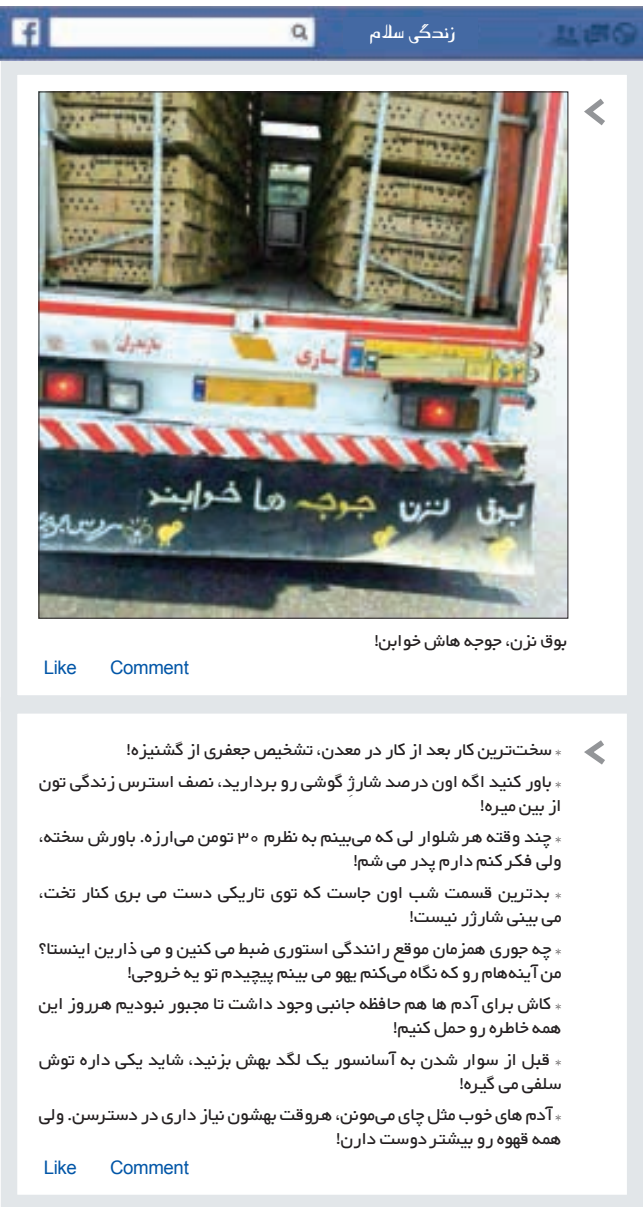 زندگی سلام
مازندران
ساری
۶۲
بوق نزن جوجه ها خوابند
بوق نزن، جوجه هاش خوابن!
Like Comment
* سخت‌ترین کار بعد از کار در معدن، تشخیص جعفری از گشنیزه!
* باور کنید اگه اون درصد شارژِ گوشی رو بردارید، نصف استرس زندگی تون
از بین میره!
* چند وقته هر شلوار لی که می‌بینم به نظرم ۳۰ تومن می‌ارزه. باورش سخته،
ولی فکر کنم دارم پدر می شم!
* بدترین قسمت شب اون جاست که توی تاریکی دست می بری کنار تخت،
می بینی شارژر نیست!
* چه جوری همزمان موقع رانندگی استوری ضبط می کنین و می ذارین اینستا؟
من آینه‌هام رو که نگاه می‌کنم یهو می بینم پیچیدم تو یه خروجی!
* کاش برای آدم ها هم حافظه جانبی وجود داشت تا مجبور نبودیم هرروز این
همه خاطره رو حمل کنیم!
* قبل از سوار شدن به آسانسور یک لگد بهش بزنید، شاید یکی داره توش
سلفی می گیره!
* آدم های خوب مثل چای می‌مونن، هروقت بهشون نیاز داری در دسترسن. ولی
همه قهوه رو بیشتر دوست دارن!
Like Comment